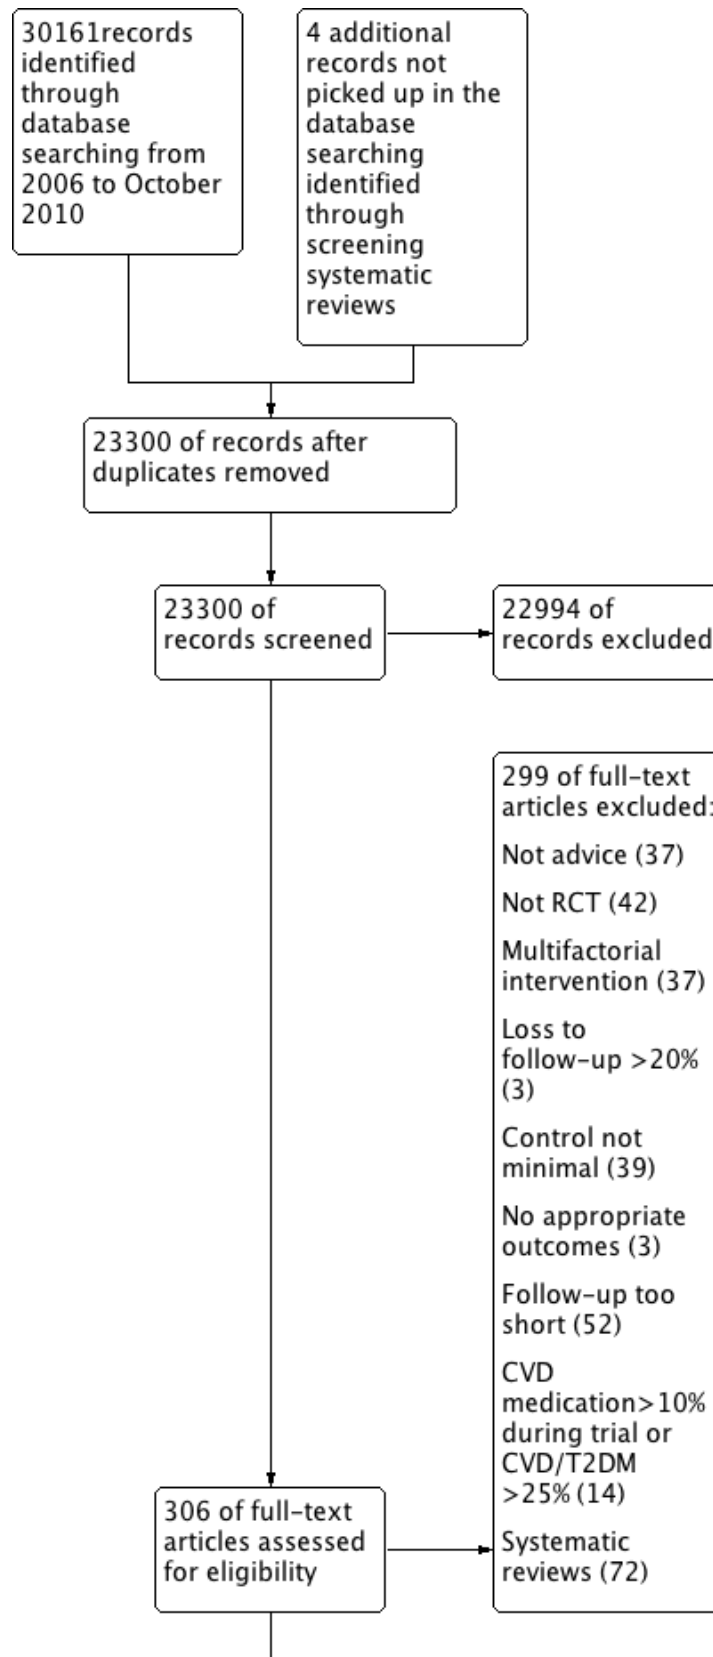 30161records
identified
through
database
searching from
2006 to October
2010
4 additional
records not
picked up in the
database
searching
identified
through
screening
systematic
reviews
23300 of records after
duplicates removed
23300 of
records screened
22994 of
records excluded
299 of full-text
articles excluded:
Not advice (37)
Not RCT (42)
Multifactorial
intervention (37)
Loss to
follow-up >20%
(3)
Control not
minimal (39)
No appropriate
outcomes (3)
Follow-up too
short (52)
CVD
medication>10%
during trial or
CVD/T2DM
>25% (14)
Systematic
reviews (72)
306 of full-text
articles assessed
for eligibility